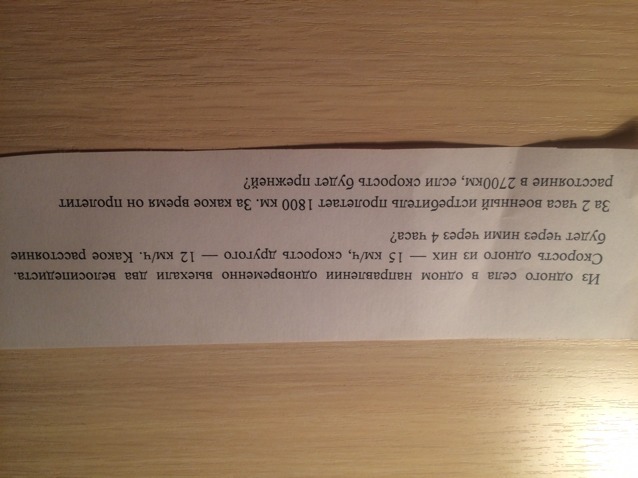 Из одного села в одном направлении одновременно выехали два велосипедиста.
Скорость одного из них — 15 км/ч, скорость другого — 12 км/ч. Какое расстояние
будет через ними через 4 часа?
За 2 часа военный истребитель пролетает 1800 км. За какое время он пролетит
расстояние в 2700км, если скорость будет прежней?